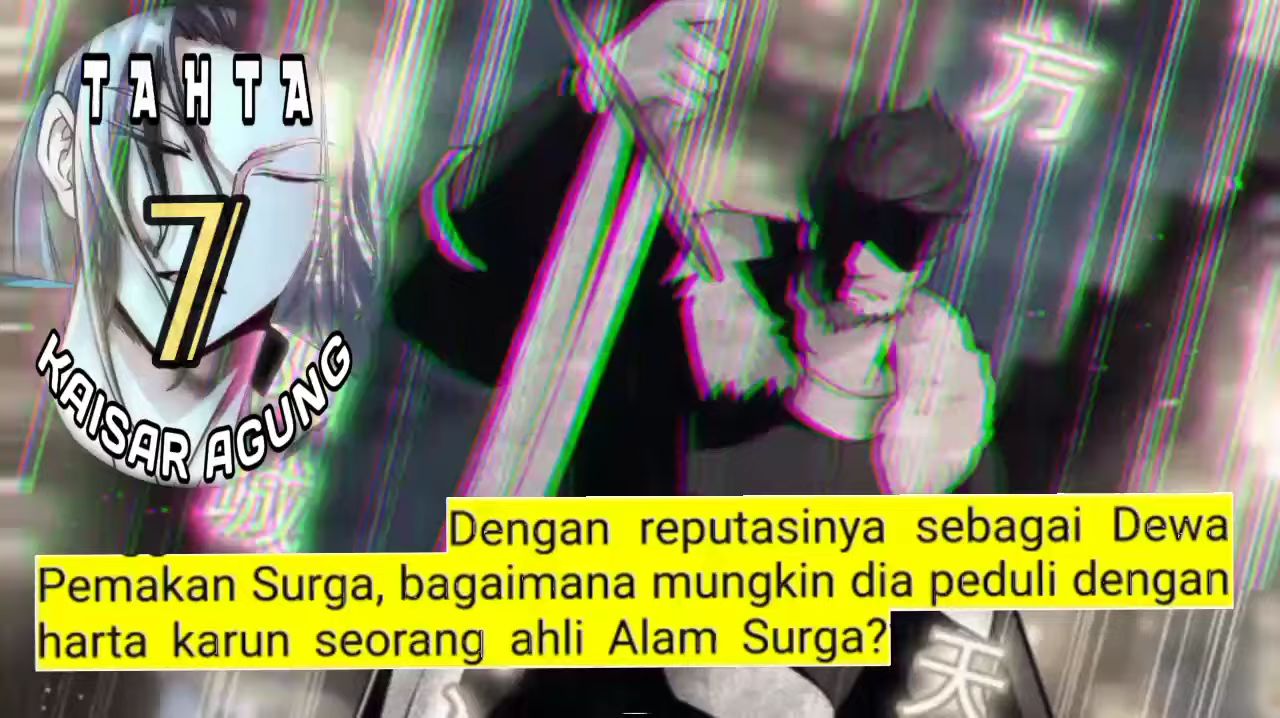 TAHTA
7
KAISAR AGUNG
方
Dengan reputasinya sebagai Dewa
Pemakan Surga, bagaimana mungkin dia peduli dengan
harta karun seorang ahli Alam Surga?
天